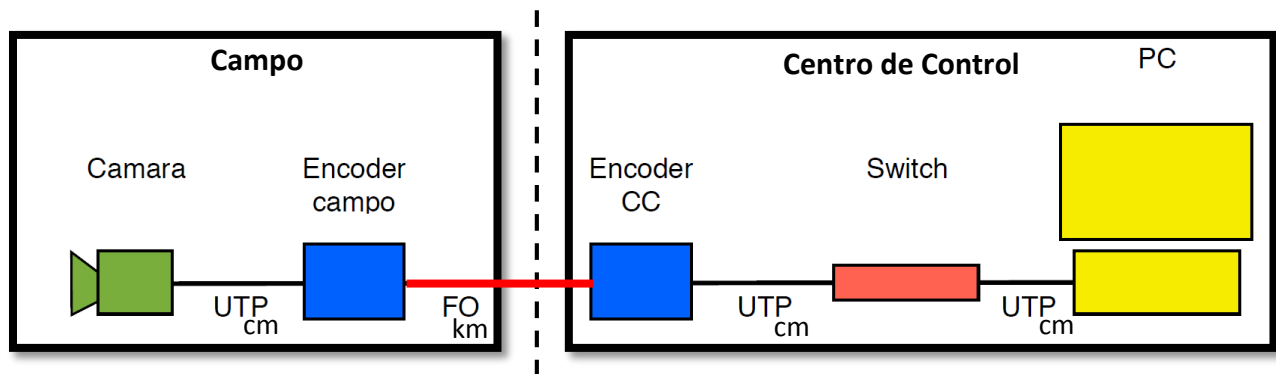 Campo
Camara
Encoder
campo
UTP
cm
FO
km
Centro de Control
PC
Encoder
CC
Switch
UTP
cm
UTP
cm